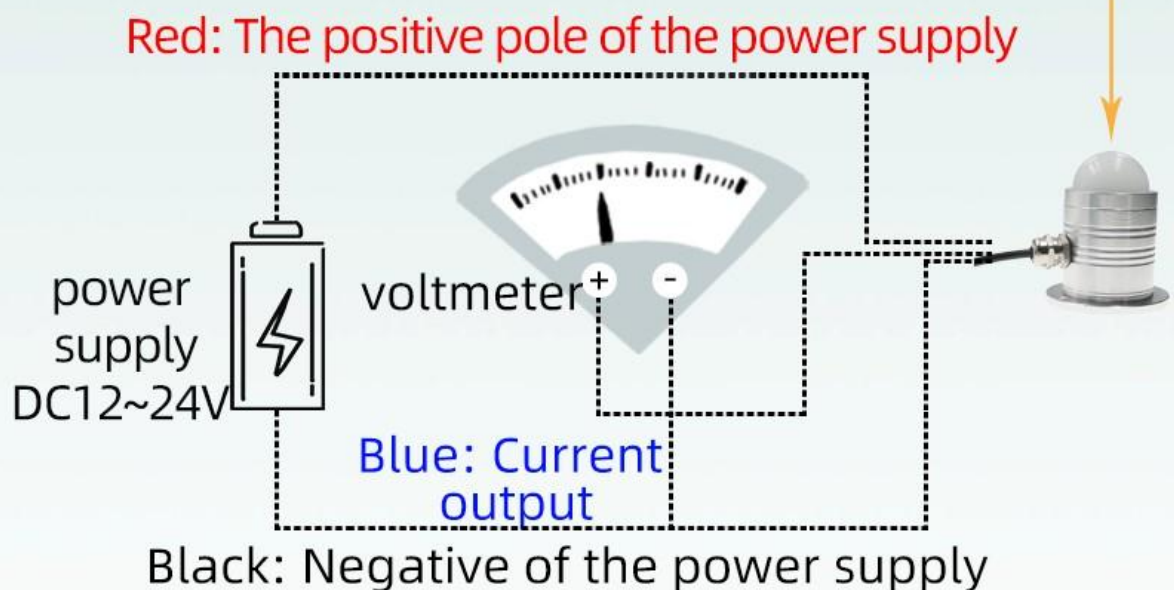 Red: The positive pole of the power supply
power
supply
DC12~24V
voltmeter
+
-
Blue: Current
output
Black: Negative of the power supply